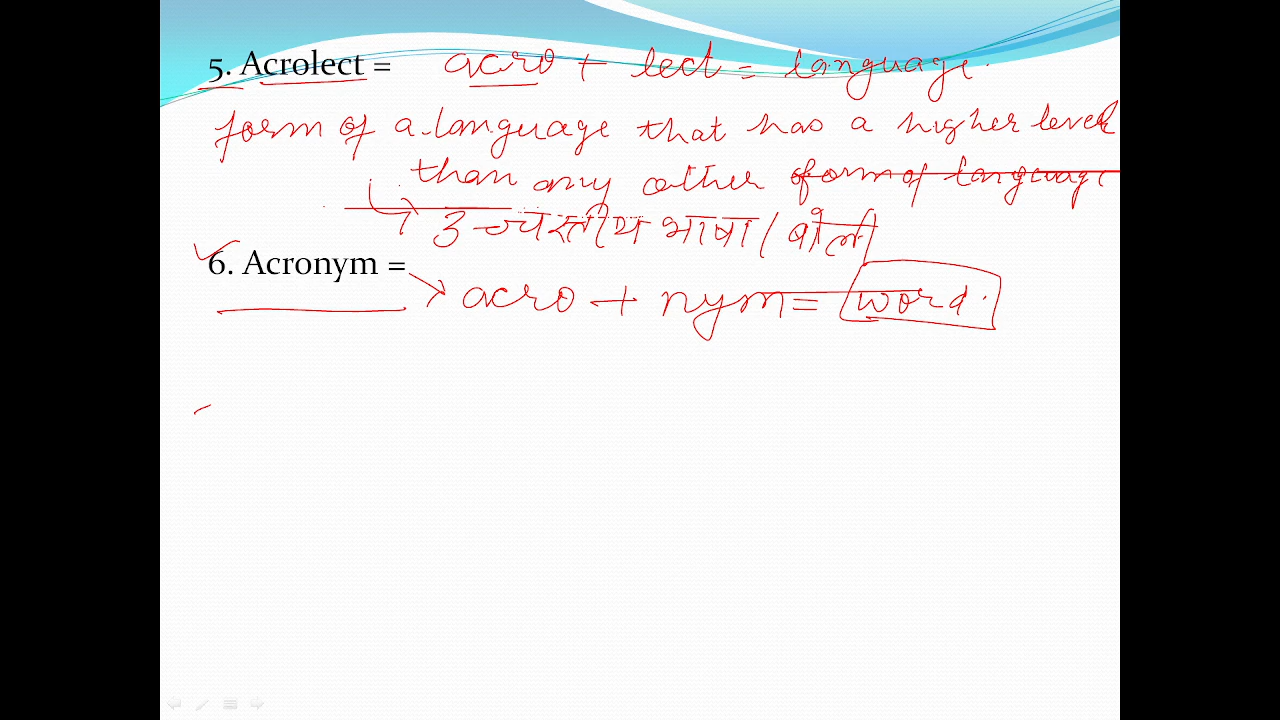 5. Acrolect = acro + lect = language.
form of a language that has a higher level
than any other form of language
उच्चस्तरीय भाषा / बोली
6. Acronym =
acro + nym = word.